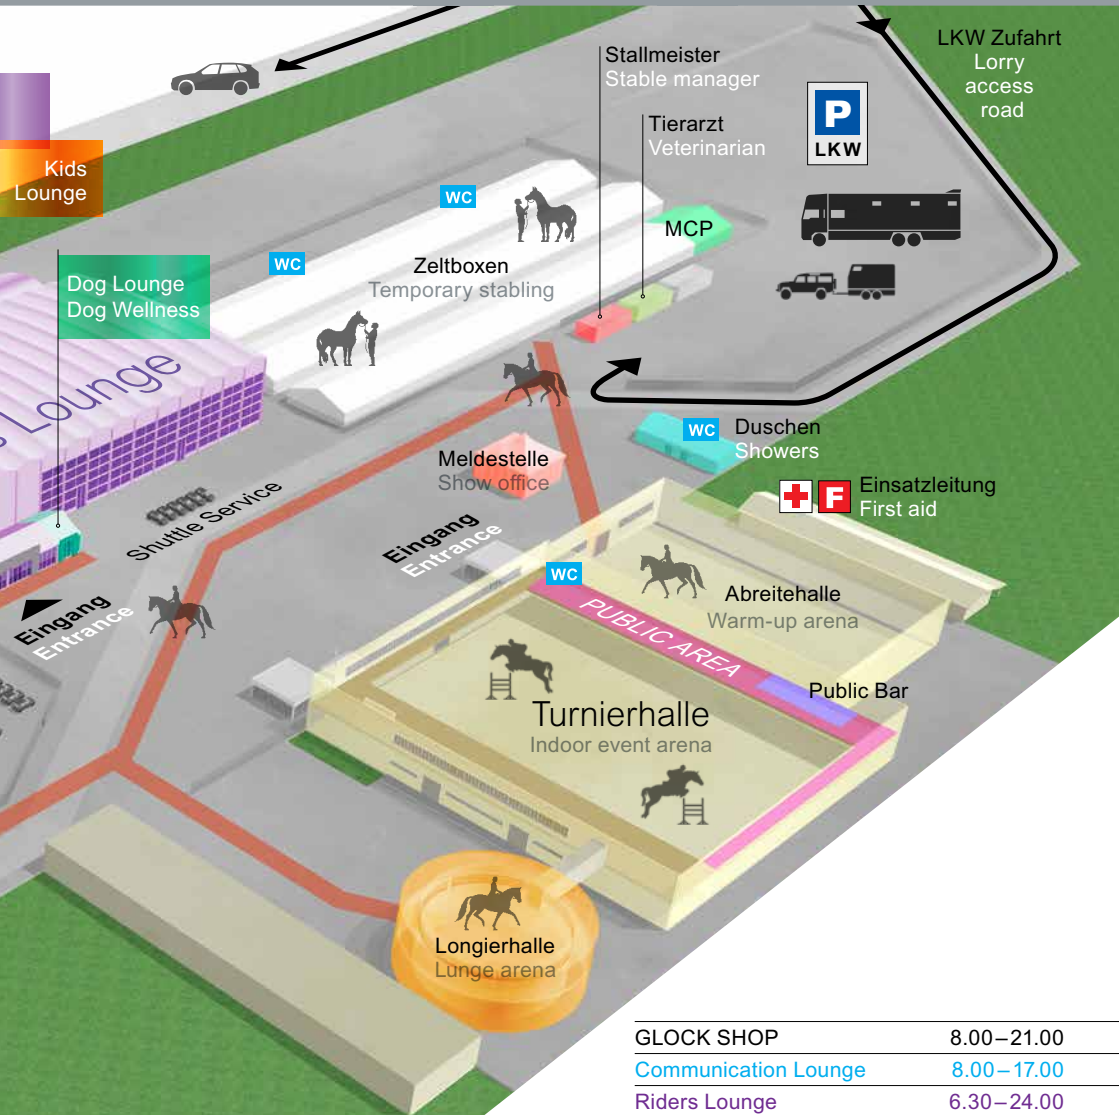 LKW Zufahrt
Lorry
access
road
Stallmeister
Stable manager
P
LKW
Tierarzt
Veterinarian
Kids
Lounge
WC
MCP
WC
Zeltboxen
Temporary stabling
Dog Lounge
Dog Wellness
Lounge
WC
Duschen
Showers
Meldestelle
Show office
F
Einsatzleitung
First aid
Shuttle Service
Eingang
Entrance
WC
Abreitehalle
Warm-up arena
PUBLIC AREA
Eingang
Entrance
Public Bar
Turnierhalle
Indoor event arena
Longierhalle
Lunge arena
GLOCK SHOP 8.00–21.00
Communication Lounge 8.00–17.00
Riders Lounge 6.30–24.00